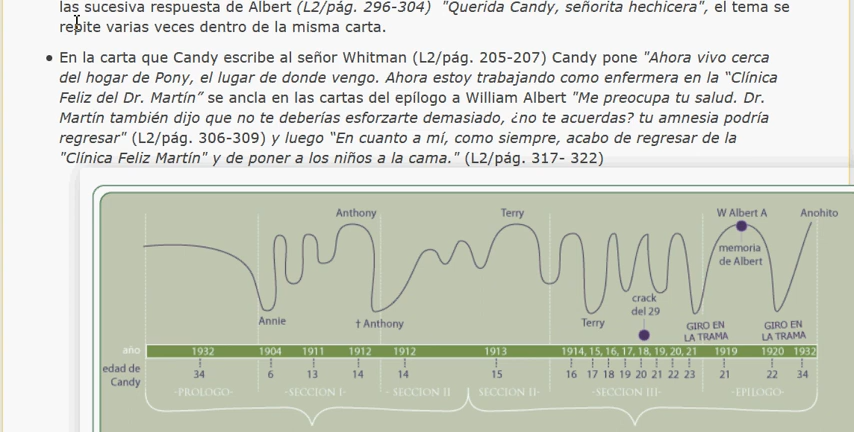 las sucesiva respuesta de Albert (L2/pág. 296-304) "Querida Candy, señorita hechicera", el tema se
repite varias veces dentro de la misma carta.
• En la carta que Candy escribe al señor Whitman (L2/pág. 205-207) Candy pone "Ahora vivo cerca
del hogar de Pony, el lugar de donde vengo. Ahora estoy trabajando como enfermera en la "Clínica
Feliz del Dr. Martín" se ancla en las cartas del epílogo a William Albert "Me preocupa tu salud. Dr.
Martín también dijo que no te deberías esforzarte demasiado, ¿no te acuerdas? tu amnesia podría
regresar" (L2/pág. 306-309) y luego "En cuanto a mí, como siempre, acabo de regresar de la
"Clínica Feliz Martín" y de poner a los niños a la cama." (L2/pág. 317- 322)
Anthony Terry W Albert A Anohito
memoria
de Albert
crack
del 29
Annie † Anthony Terry GIRO EN
LA TRAMA GIRO EN
LA TRAMA
año 1932 1904 1911 1912 1912 1913 1914, 15, 16, 17, 18, 19, 20, 21 1919 1920 1932
edad de
Candy 34 6 13 14 14 15 16 17 18 19 20 21 22 23 21 22 34
-PROLOGO- -SECCION I- - SECCION II SECCION II- -SECCION III- -EPILOGO-